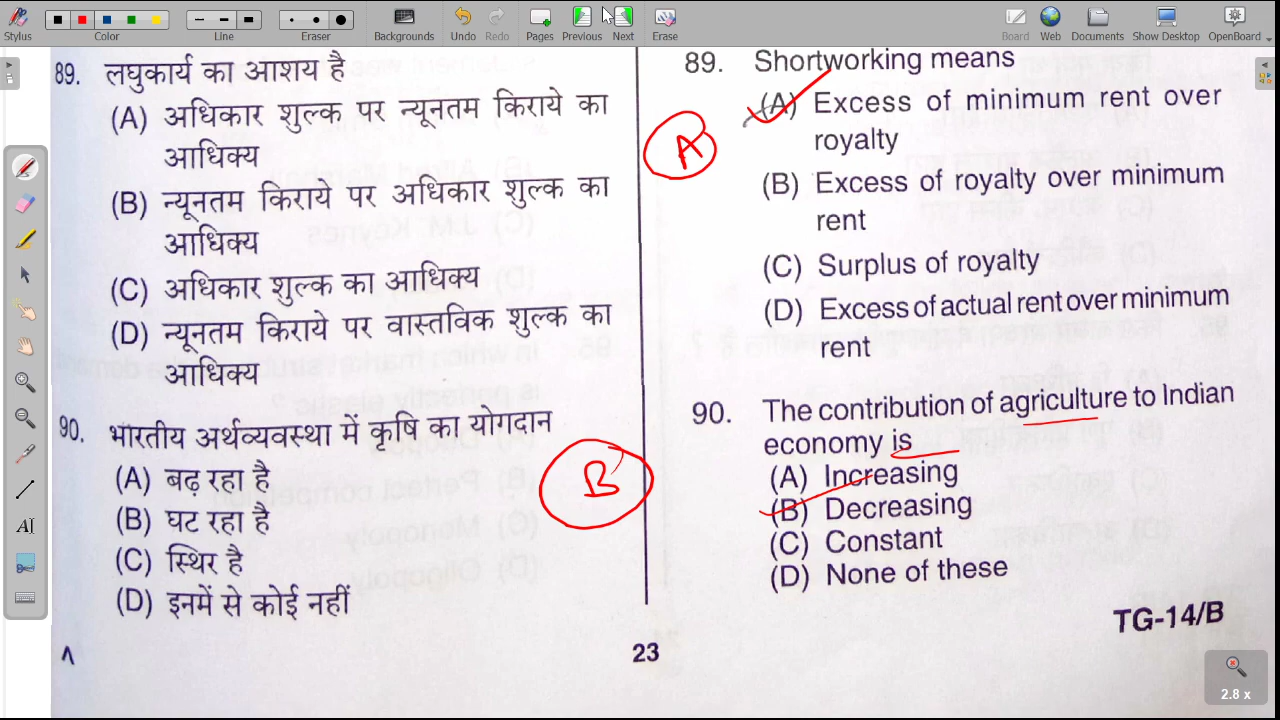 Stylus
Color
Line
Eraser
Backgrounds
Undo
Redo
Pages
Previous
Next
Erase
Board
Web
Documents
Show Desktop
OpenBoard
89. लघुकार्य का आशय है
(A) अधिकार शुल्क पर न्यूनतम किराये का
आधिक्य
(B) न्यूनतम किराये पर अधिकार शुल्क का
आधिक्य
(C) अधिकार शुल्क का आधिक्य
(D) न्यूनतम किराये पर वास्तविक शुल्क का
आधिक्य
90. भारतीय अर्थव्यवस्था में कृषि का योगदान
(A) बढ़ रहा है
(B) घट रहा है
(C) स्थिर है
(D) इनमें से कोई नहीं
A
B
89. Shortworking means
(A) Excess of minimum rent over
royalty
(B) Excess of royalty over minimum
rent
(C) Surplus of royalty
(D) Excess of actual rent over minimum
rent
90. The contribution of agriculture to Indian
economy is
(A) Increasing
(B) Decreasing
(C) Constant
(D) None of these
TG-14/B
23
2.8 x